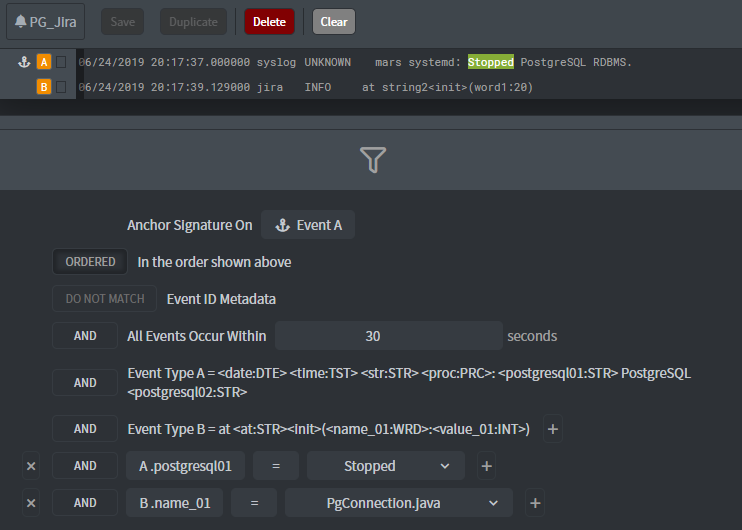 PG_Jira Save Duplicate Delete Clear
A 06/24/2019 20:17:37.000000 syslog UNKNOWN mars systemd: Stopped PostgreSQL RDBMS.
B 06/24/2019 20:17:39.129000 jira INFO at string2<init>(word1:20)
Anchor Signature On Event A
ORDERED In the order shown above
DO NOT MATCH Event ID Metadata
AND All Events Occur Within 30 seconds
AND Event Type A = <date:DTE> <time:TST> <str:STR> <proc:PRC>: <postgresql01:STR> PostgreSQL
<postgresql02:STR>
AND Event Type B = at <at:STR><init>(<name_01:WRD>:<value_01:INT>) +
× AND A .postgresql01 = Stopped +
× AND B .name_01 = PgConnection.java +